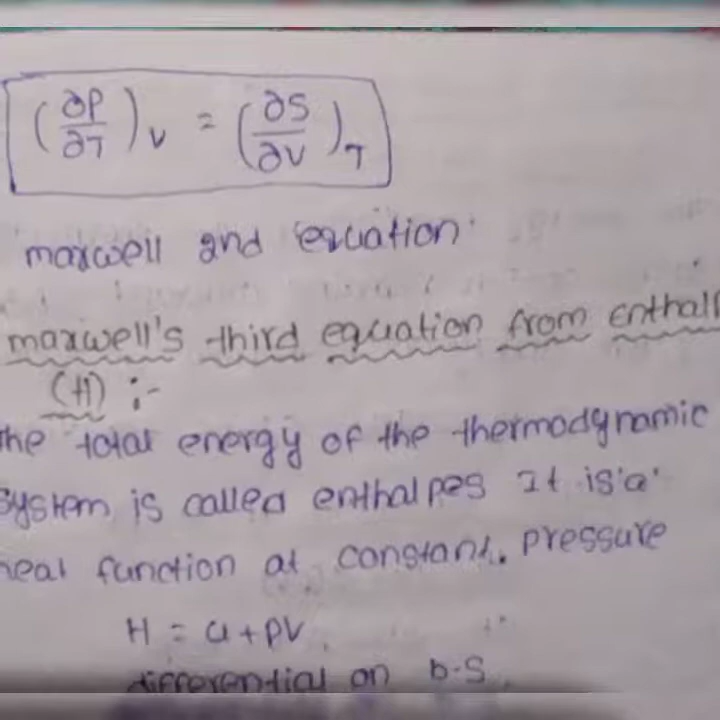 (∂P/∂T)V = (∂S/∂V)T
maxwell 2nd equation
maxwell's third equation from enthalp
(H) :-
The total energy of the thermodynamic
system is called enthalpes It is 'a'
heat function at constant. pressure
H = U + PV
differential on b.s